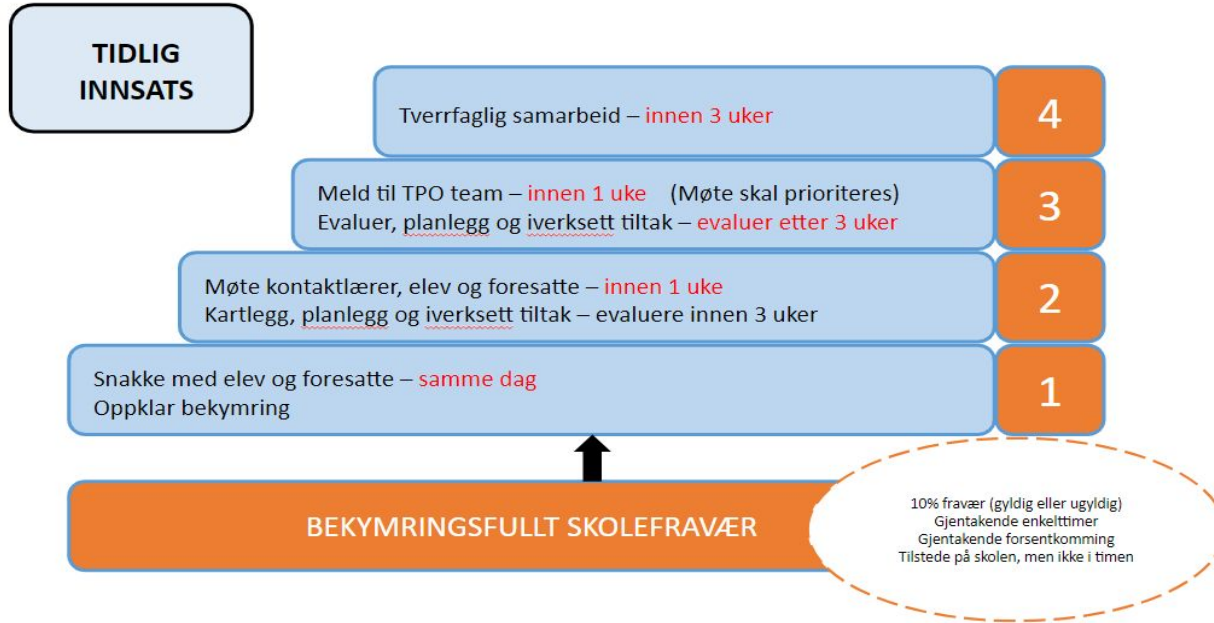 TIDLIG
INNSATS
Tverrfaglig samarbeid – innen 3 uker
4
Meld til TPO team – innen 1 uke (Møte skal prioriteres)
Evaluer, planlegg og iverksett tiltak – evaluer etter 3 uker
3
Møte kontaktlærer, elev og foresatte – innen 1 uke
Kartlegg, planlegg og iverksett tiltak – evaluere innen 3 uker
2
Snakke med elev og foresatte – samme dag
Oppklar bekymring
1
BEKYMRINGSFULLT SKOLEFRAVÆR
10% fravær (gyldig eller ugyldig)
Gjentakende enkelttimer
Gjentakende forsentkomming
Tilstede på skolen, men ikke i timen